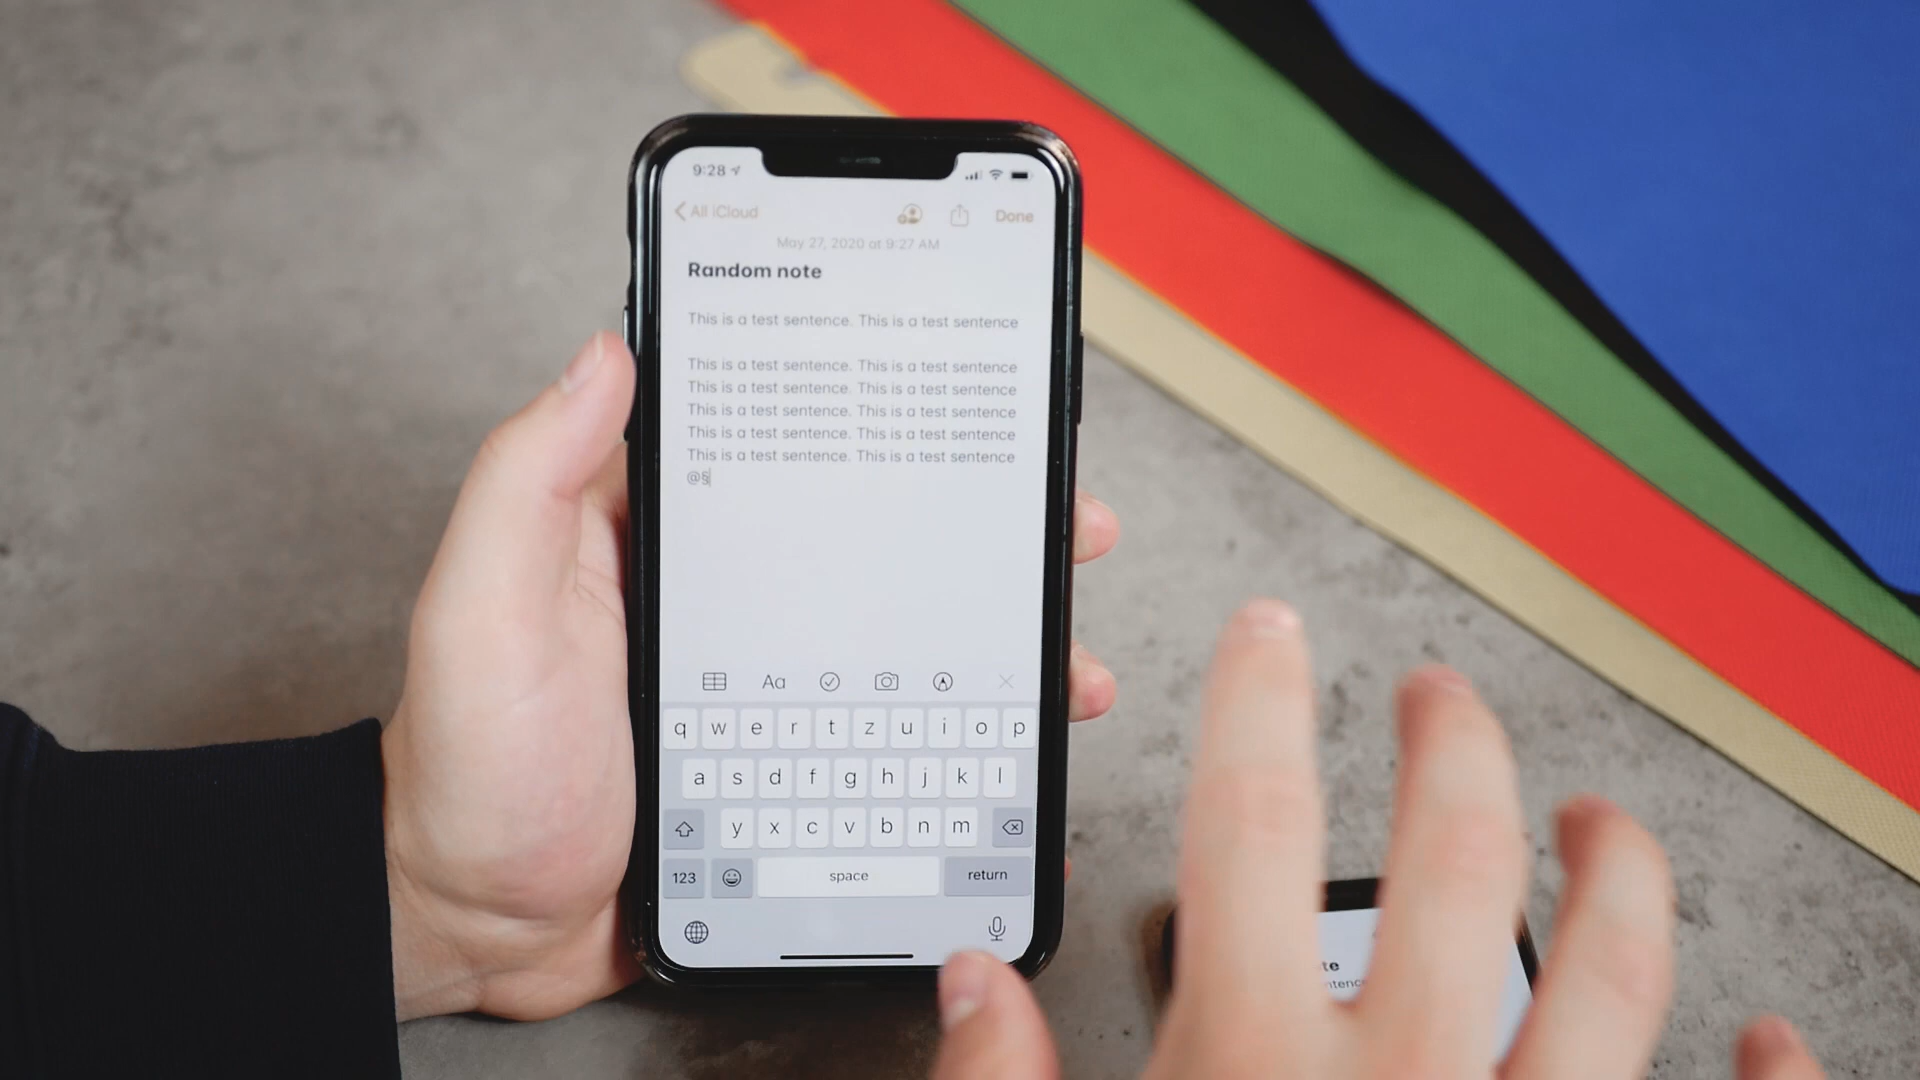 9:28
All iCloud
Done
May 27, 2020 at 9:27 AM
Random note
This is a test sentence. This is a test sentence
This is a test sentence. This is a test sentence
This is a test sentence. This is a test sentence
This is a test sentence. This is a test sentence
This is a test sentence. This is a test sentence
This is a test sentence. This is a test sentence
@§
Aa
q w e r t z u i o p
a s d f g h j k l
y x c v b n m
123 space return
te
ntence